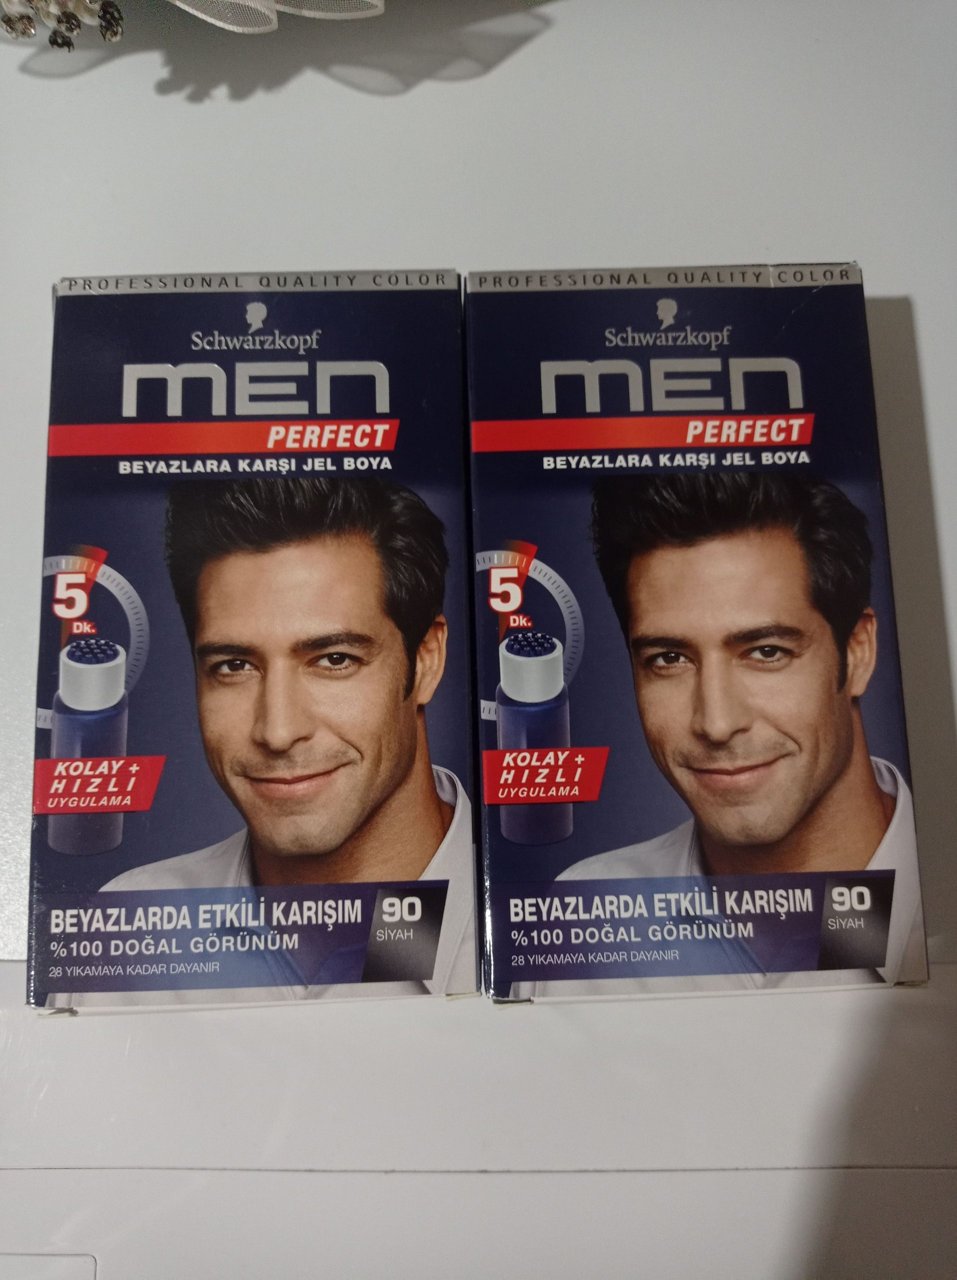 PROFESSIONAL QUALITY COLOR
Schwarzkopf
MEN
PERFECT
BEYAZLARA KARŞI JEL BOYA
5
Dk.
KOLAY +
HIZLI
UYGULAMA
BEYAZLARDA ETKİLİ KARIŞIM
%100 DOĞAL GÖRÜNÜM
28 YIKAMAYA KADAR DAYANIR
90
SİYAH
PROFESSIONAL QUALITY COLOR
Schwarzkopf
MEN
PERFECT
BEYAZLARA KARŞI JEL BOYA
5
Dk.
KOLAY +
HIZLI
UYGULAMA
BEYAZLARDA ETKİLİ KARIŞIM
%100 DOĞAL GÖRÜNÜM
28 YIKAMAYA KADAR DAYANIR
90
SİYAH